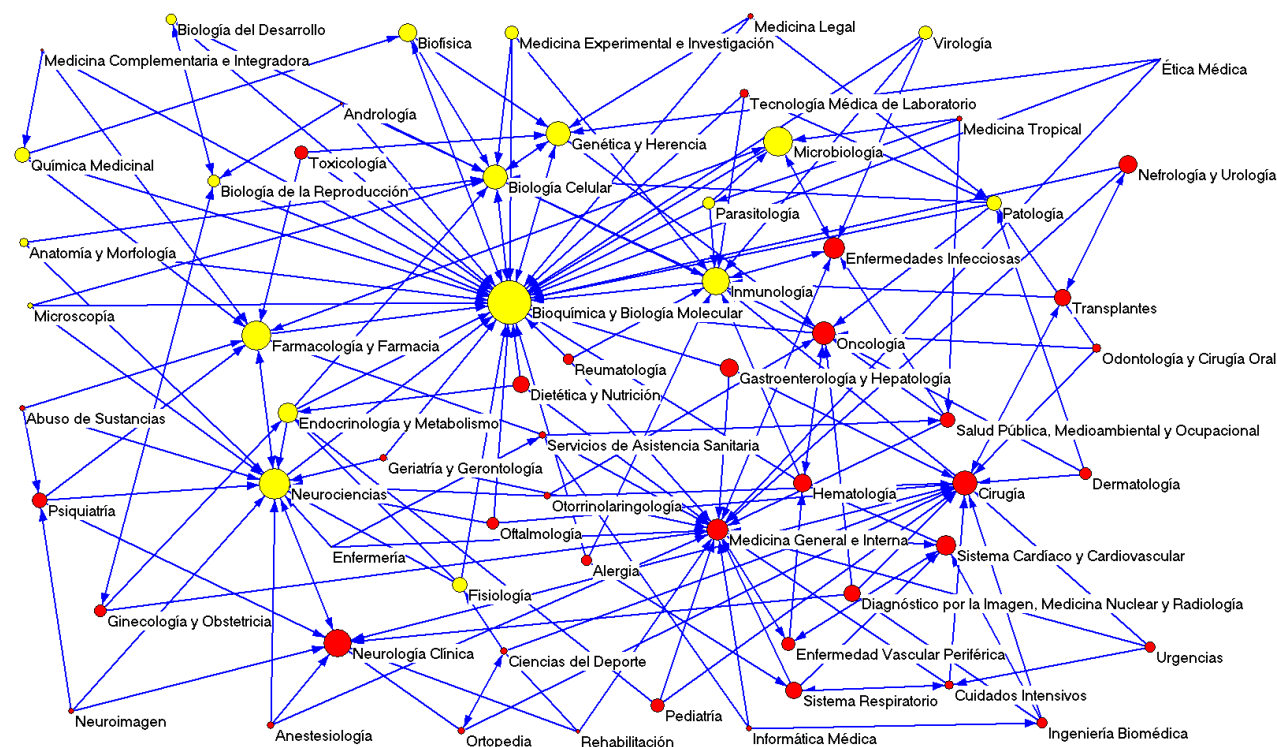 Medicina Legal
Biología del Desarrollo
Biofísica
Medicina Experimental e Investigación
Virología
Medicina Complementaria e Integradora
Ética Médica
Tecnología Médica de Laboratorio
Andrología
Medicina Tropical
Genética y Herencia
Microbiología
Química Medicinal
Toxicología
Nefrología y Urología
Biología de la Reproducción
Biología Celular
Parasitología
Patología
Anatomía y Morfología
Enfermedades Infecciosas
Inmunología
Microscopía
Bioquímica y Biología Molecular
Transplantes
Farmacología y Farmacia
Oncología
Odontología y Cirugía Oral
Reumatología
Gastroenterología y Hepatología
Dietética y Nutrición
Abuso de Sustancias
Endocrinología y Metabolismo
Servicios de Asistencia Sanitaria
Salud Pública, Medioambiental y Ocupacional
Geriatría y Gerontología
Dermatología
Neurociencias
Hematología
Cirugía
Psiquiatría
Otorrinolaringología
Oftalmología
Medicina General e Interna
Enfermería
Sistema Cardíaco y Cardiovascular
Alergia
Fisiología
Diagnóstico por la Imagen, Medicina Nuclear y Radiología
Ginecología y Obstetricia
Neurología Clínica
Ciencias del Deporte
Enfermedad Vascular Periférica
Urgencias
Sistema Respiratorio
Cuidados Intensivos
Neuroimagen
Pediatría
Anestesiología
Ortopedia
Rehabilitación
Informática Médica
Ingeniería Biomédica